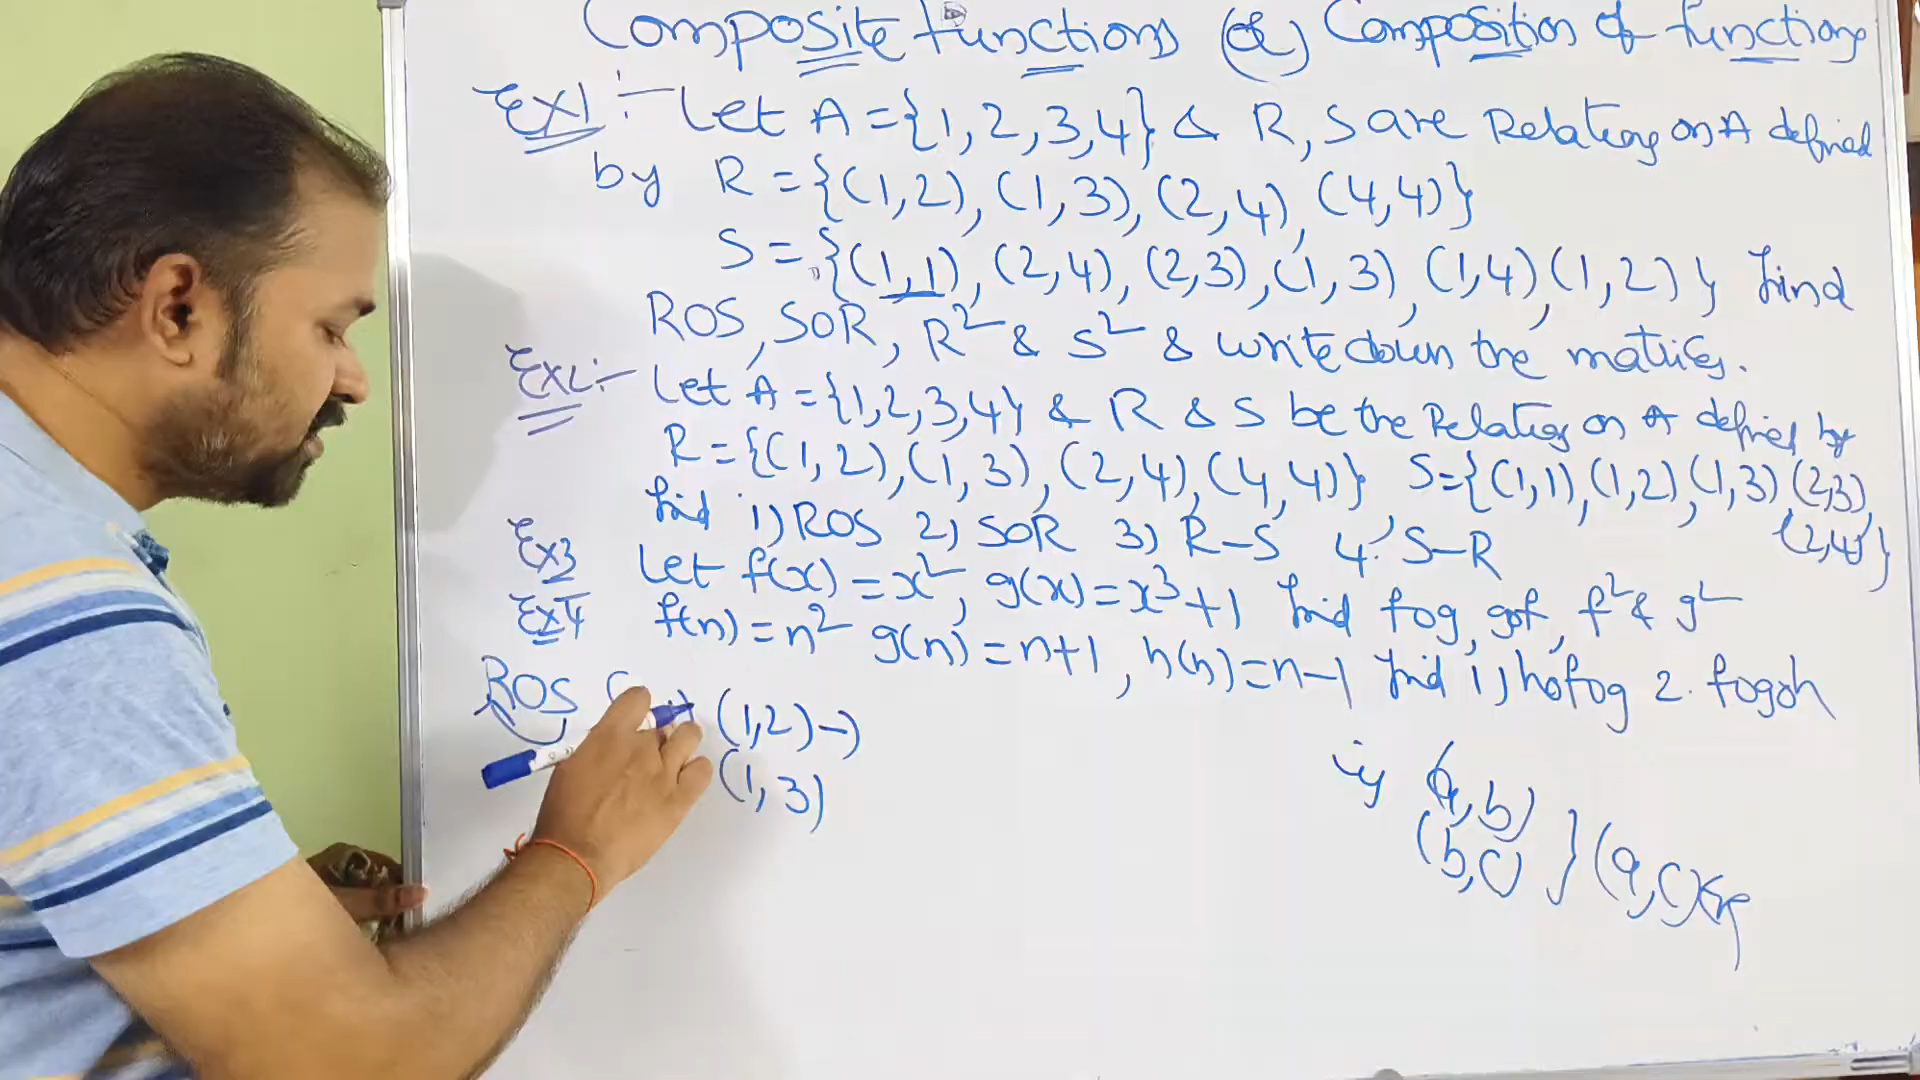 Composite functions (or) Composition of functions
Ex1:- Let A = {1, 2, 3, 4} & R, S are Relations on A defined
by R = {(1,2), (1,3), (2,4), (4,4)}
S = {(1,1), (2,4), (2,3), (1,3), (1,4), (1,2)} find
ROS, SOR, R² & S² & write down the matrices.
Ex2:- Let A = {1,2,3,4} & R & S be the Relations on A defined by
R = {(1,2), (1,3), (2,4), (4,4)} S = {(1,1), (1,2), (1,3) (2,3),
(2,4)}
find 1) ROS 2) SOR 3) R-S 4. S-R
Ex3 Let f(x) = x², g(x) = x³+1 find fog, gof, f² & g²
Ex4 f(n) = n² g(n) = n+1, h(n) = n-1 find 1) hofog 2. fogoh
ROS (1,2) →
(1,3)
(a,b)
(b,c) } (a,c)